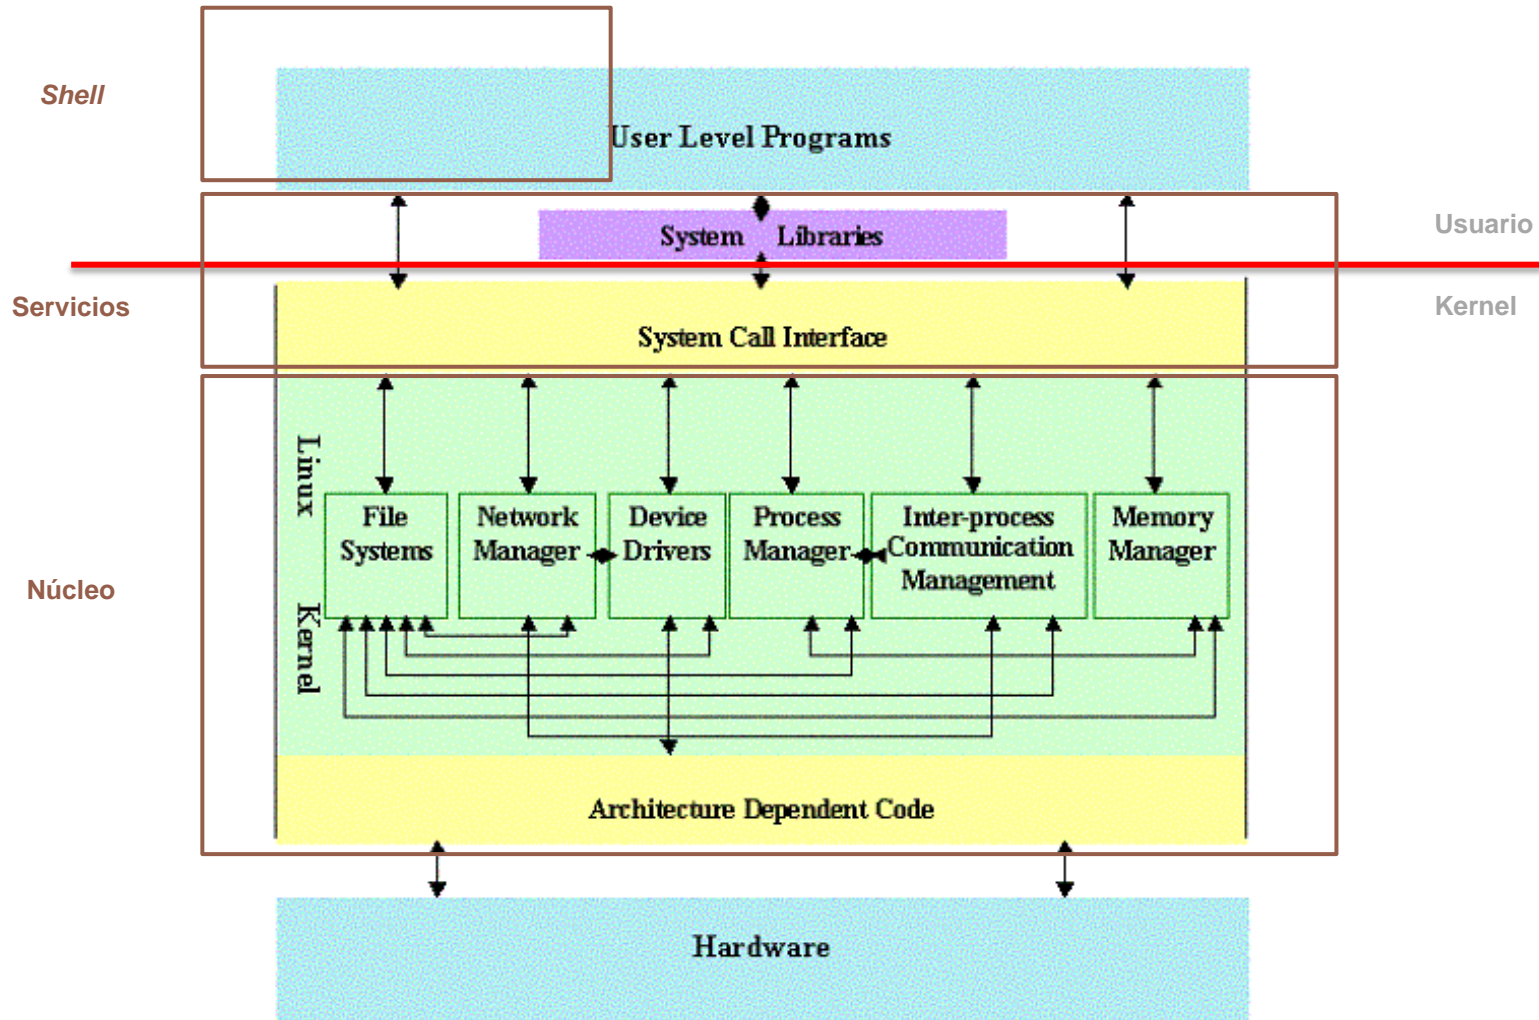 Shell
User Level Programs
System Libraries
Usuario
Servicios
Kernel
System Call Interface
Linux
File
Systems
Network
Manager
Device
Drivers
Process
Manager
Inter-process
Communication
Management
Memory
Manager
Núcleo
Kernel
Architecture Dependent Code
Hardware